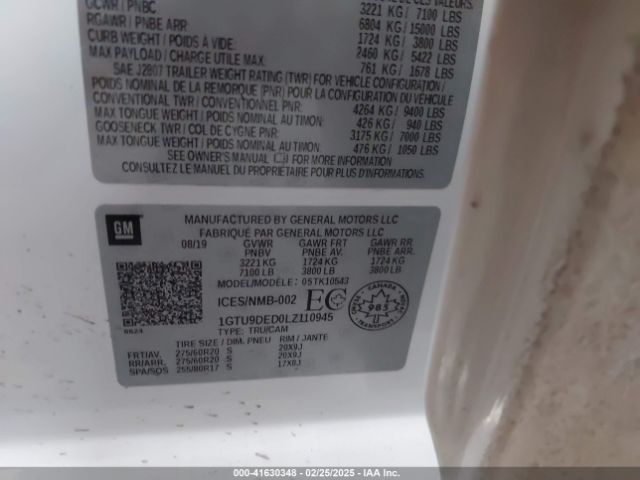 GCWR / PNBC 3221 KG / 7100 LBS
RGAWR / PNBE ARR: 6804 KG / 15000 LBS
CURB WEIGHT / POIDS À VIDE: 1724 KG / 3800 LBS
MAX PAYLOAD / CHARGE UTILE MAX: 2460 KG / 5422 LBS
761 KG / 1678 LBS
SAE J2807 TRAILER WEIGHT RATING (TWR) FOR VEHICLE CONFIGURATION /
POIDS NOMINAL DE LA REMORQUE (PNR) POUR LA CONFIGURATION DU VÉHICULE
CONVENTIONAL TWR / CONVENTIONNEL PNR: 4264 KG / 9400 LBS
MAX TONGUE WEIGHT / POIDS NOMINAL AU TIMON: 426 KG / 940 LBS
GOOSENECK TWR / COL DE CYGNE PNR: 3175 KG / 7000 LBS
MAX TONGUE WEIGHT / POIDS NOMINAL AU TIMON: 476 KG / 1050 LBS
SEE OWNER'S MANUAL FOR MORE INFORMATION
CONSULTEZ LE MANUEL DU PROPRIETAIRE POUR PLUS D'INFORMATION
GM
MANUFACTURED BY GENERAL MOTORS LLC
FABRIQUÉ PAR GENERAL MOTORS LLC
08/19 GVWR GAWR FRT GAWR RR
PNBV PNBE AV. PNBE ARR.
3221 KG 1724 KG 1724 KG
7100 LB 3800 LB 3800 LB
MODEL/MODÈLE: 05TK10543
ICES/NMB-002 EC
985
1GTU9DED0LZ110945
TYPE: TRU/CAM
TIRE SIZE / DIM. PNEU RIM / JANTE
FRT/AV. 275/60R20 S 20X9J
RR/ARR. 275/60R20 S 20X9J
SPA/SDS 255/80R17 S 17X8J
000-41630348 - 02/25/2025 - IAAI.CA